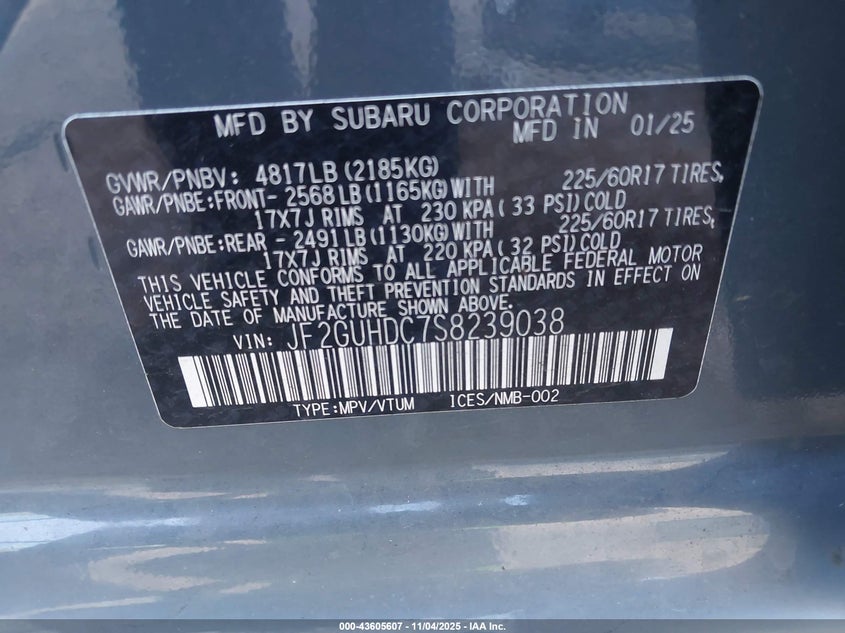 MFD BY SUBARU CORPORATION
MFD IN 01/25
GVWR/PNBV: 4817LB (2185KG)
GAWR/PNBE:FRONT- 2568LB (1165KG) WITH 225/60R17 TIRES,
17X7J RIMS AT 230 KPA ( 33 PSI) COLD
GAWR/PNBE:REAR - 2491LB (1130KG) WITH 225/60R17 TIRES,
17X7J RIMS AT 220 KPA ( 32 PSI) COLD
THIS VEHICLE CONFORMS TO ALL APPLICABLE FEDERAL MOTOR
VEHICLE SAFETY AND THEFT PREVENTION STANDARDS IN EFFECT ON
THE DATE OF MANUFACTURE SHOWN ABOVE.
VIN: JF2GUHDC7S8239038
TYPE:MPV/VTUM ICES/NMB-002
000-43605607 - 11/04/2025 - IAA Inc.